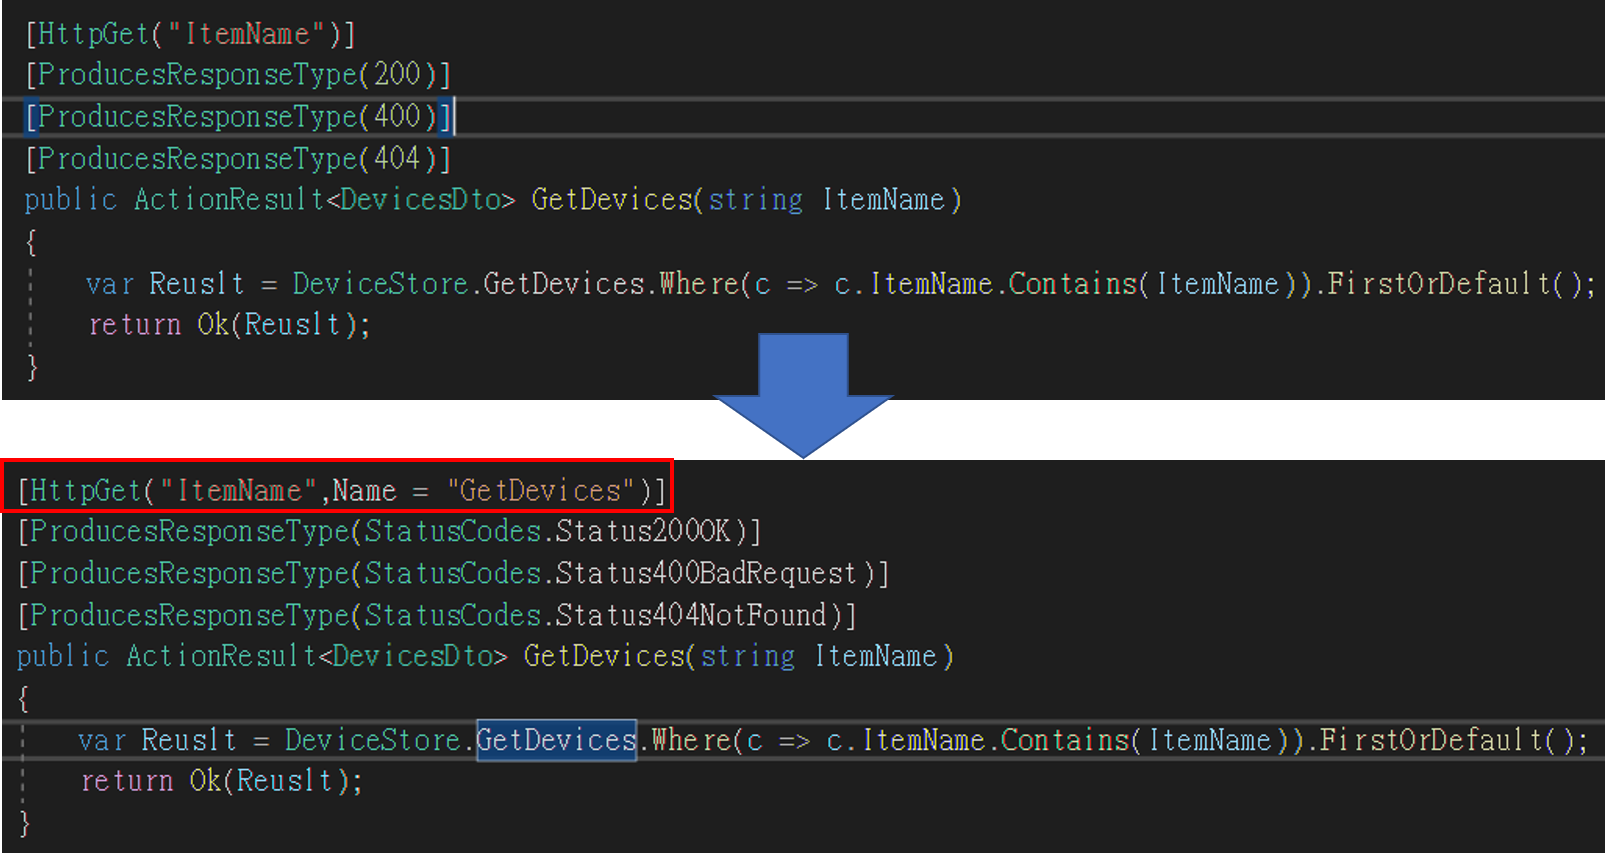 [HttpGet("ItemName")]
[ProducesResponseType(200)]
[ProducesResponseType(400)]
[ProducesResponseType(404)]
public ActionResult<DevicesDto> GetDevices(string ItemName)
{
var Reuslt = DeviceStore.GetDevices.Where(c => c.ItemName.Contains(ItemName)).FirstOrDefault();
return Ok(Reuslt);
}
[HttpGet("ItemName",Name = "GetDevices")]
[ProducesResponseType(StatusCodes.Status200OK)]
[ProducesResponseType(StatusCodes.Status400BadRequest)]
[ProducesResponseType(StatusCodes.Status404NotFound)]
public ActionResult<DevicesDto> GetDevices(string ItemName)
{
var Reuslt = DeviceStore.GetDevices.Where(c => c.ItemName.Contains(ItemName)).FirstOrDefault();
return Ok(Reuslt);
}